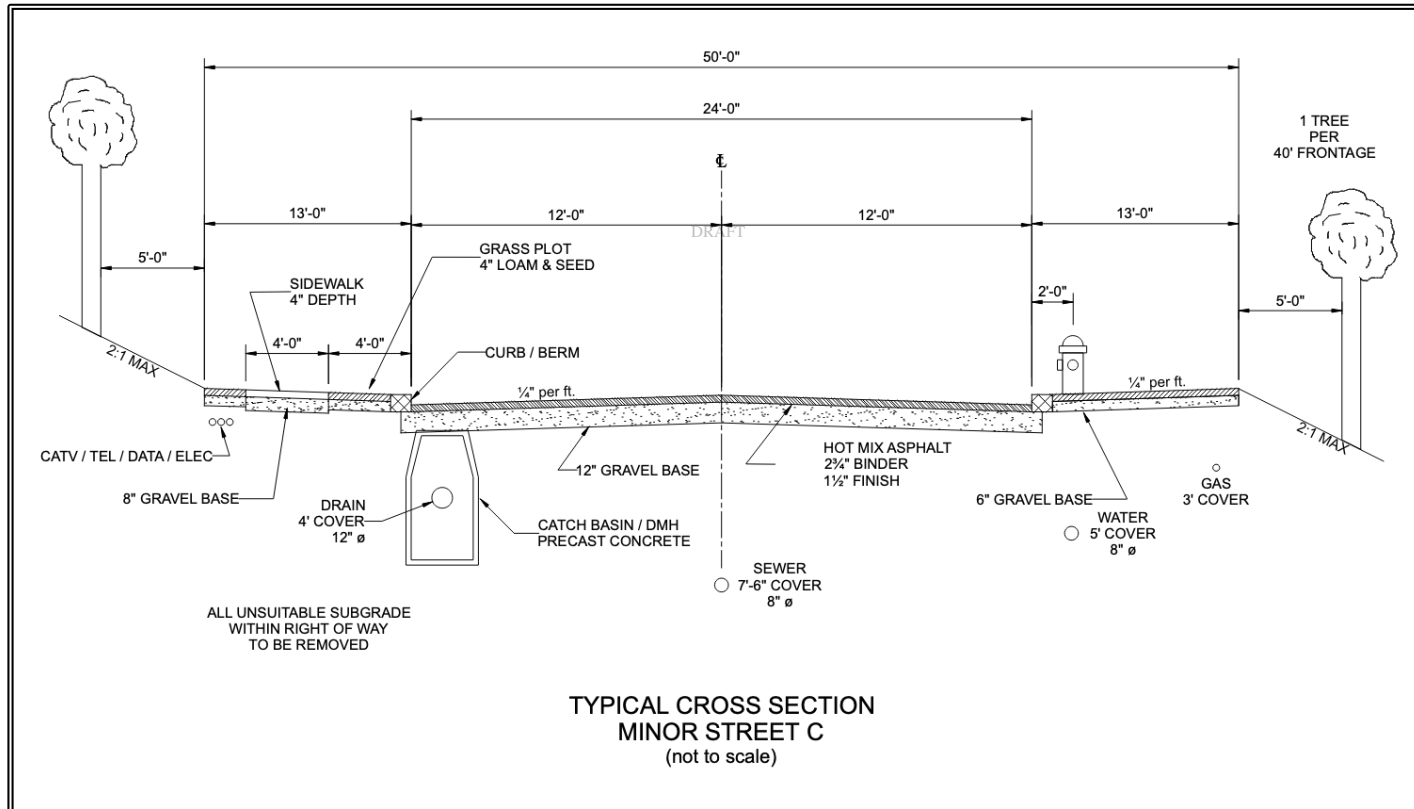 50'-0"
24'-0"
1 TREE
PER
40' FRONTAGE
℄
13'-0"
12'-0"
12'-0"
13'-0"
DRAFT
5'-0"
GRASS PLOT
4" LOAM & SEED
SIDEWALK
4" DEPTH
2'-0"
5'-0"
4'-0"
4'-0"
2:1 MAX
CURB / BERM
¼" per ft.
¼" per ft.
2:1 MAX
CATV / TEL / DATA / ELEC
8" GRAVEL BASE
DRAIN
4' COVER
12" ø
12" GRAVEL BASE
HOT MIX ASPHALT
2¾" BINDER
1½" FINISH
CATCH BASIN / DMH
PRECAST CONCRETE
6" GRAVEL BASE
GAS
3' COVER
WATER
5' COVER
8" ø
SEWER
7'-6" COVER
8" ø
ALL UNSUITABLE SUBGRADE
WITHIN RIGHT OF WAY
TO BE REMOVED
TYPICAL CROSS SECTION
MINOR STREET C
(not to scale)